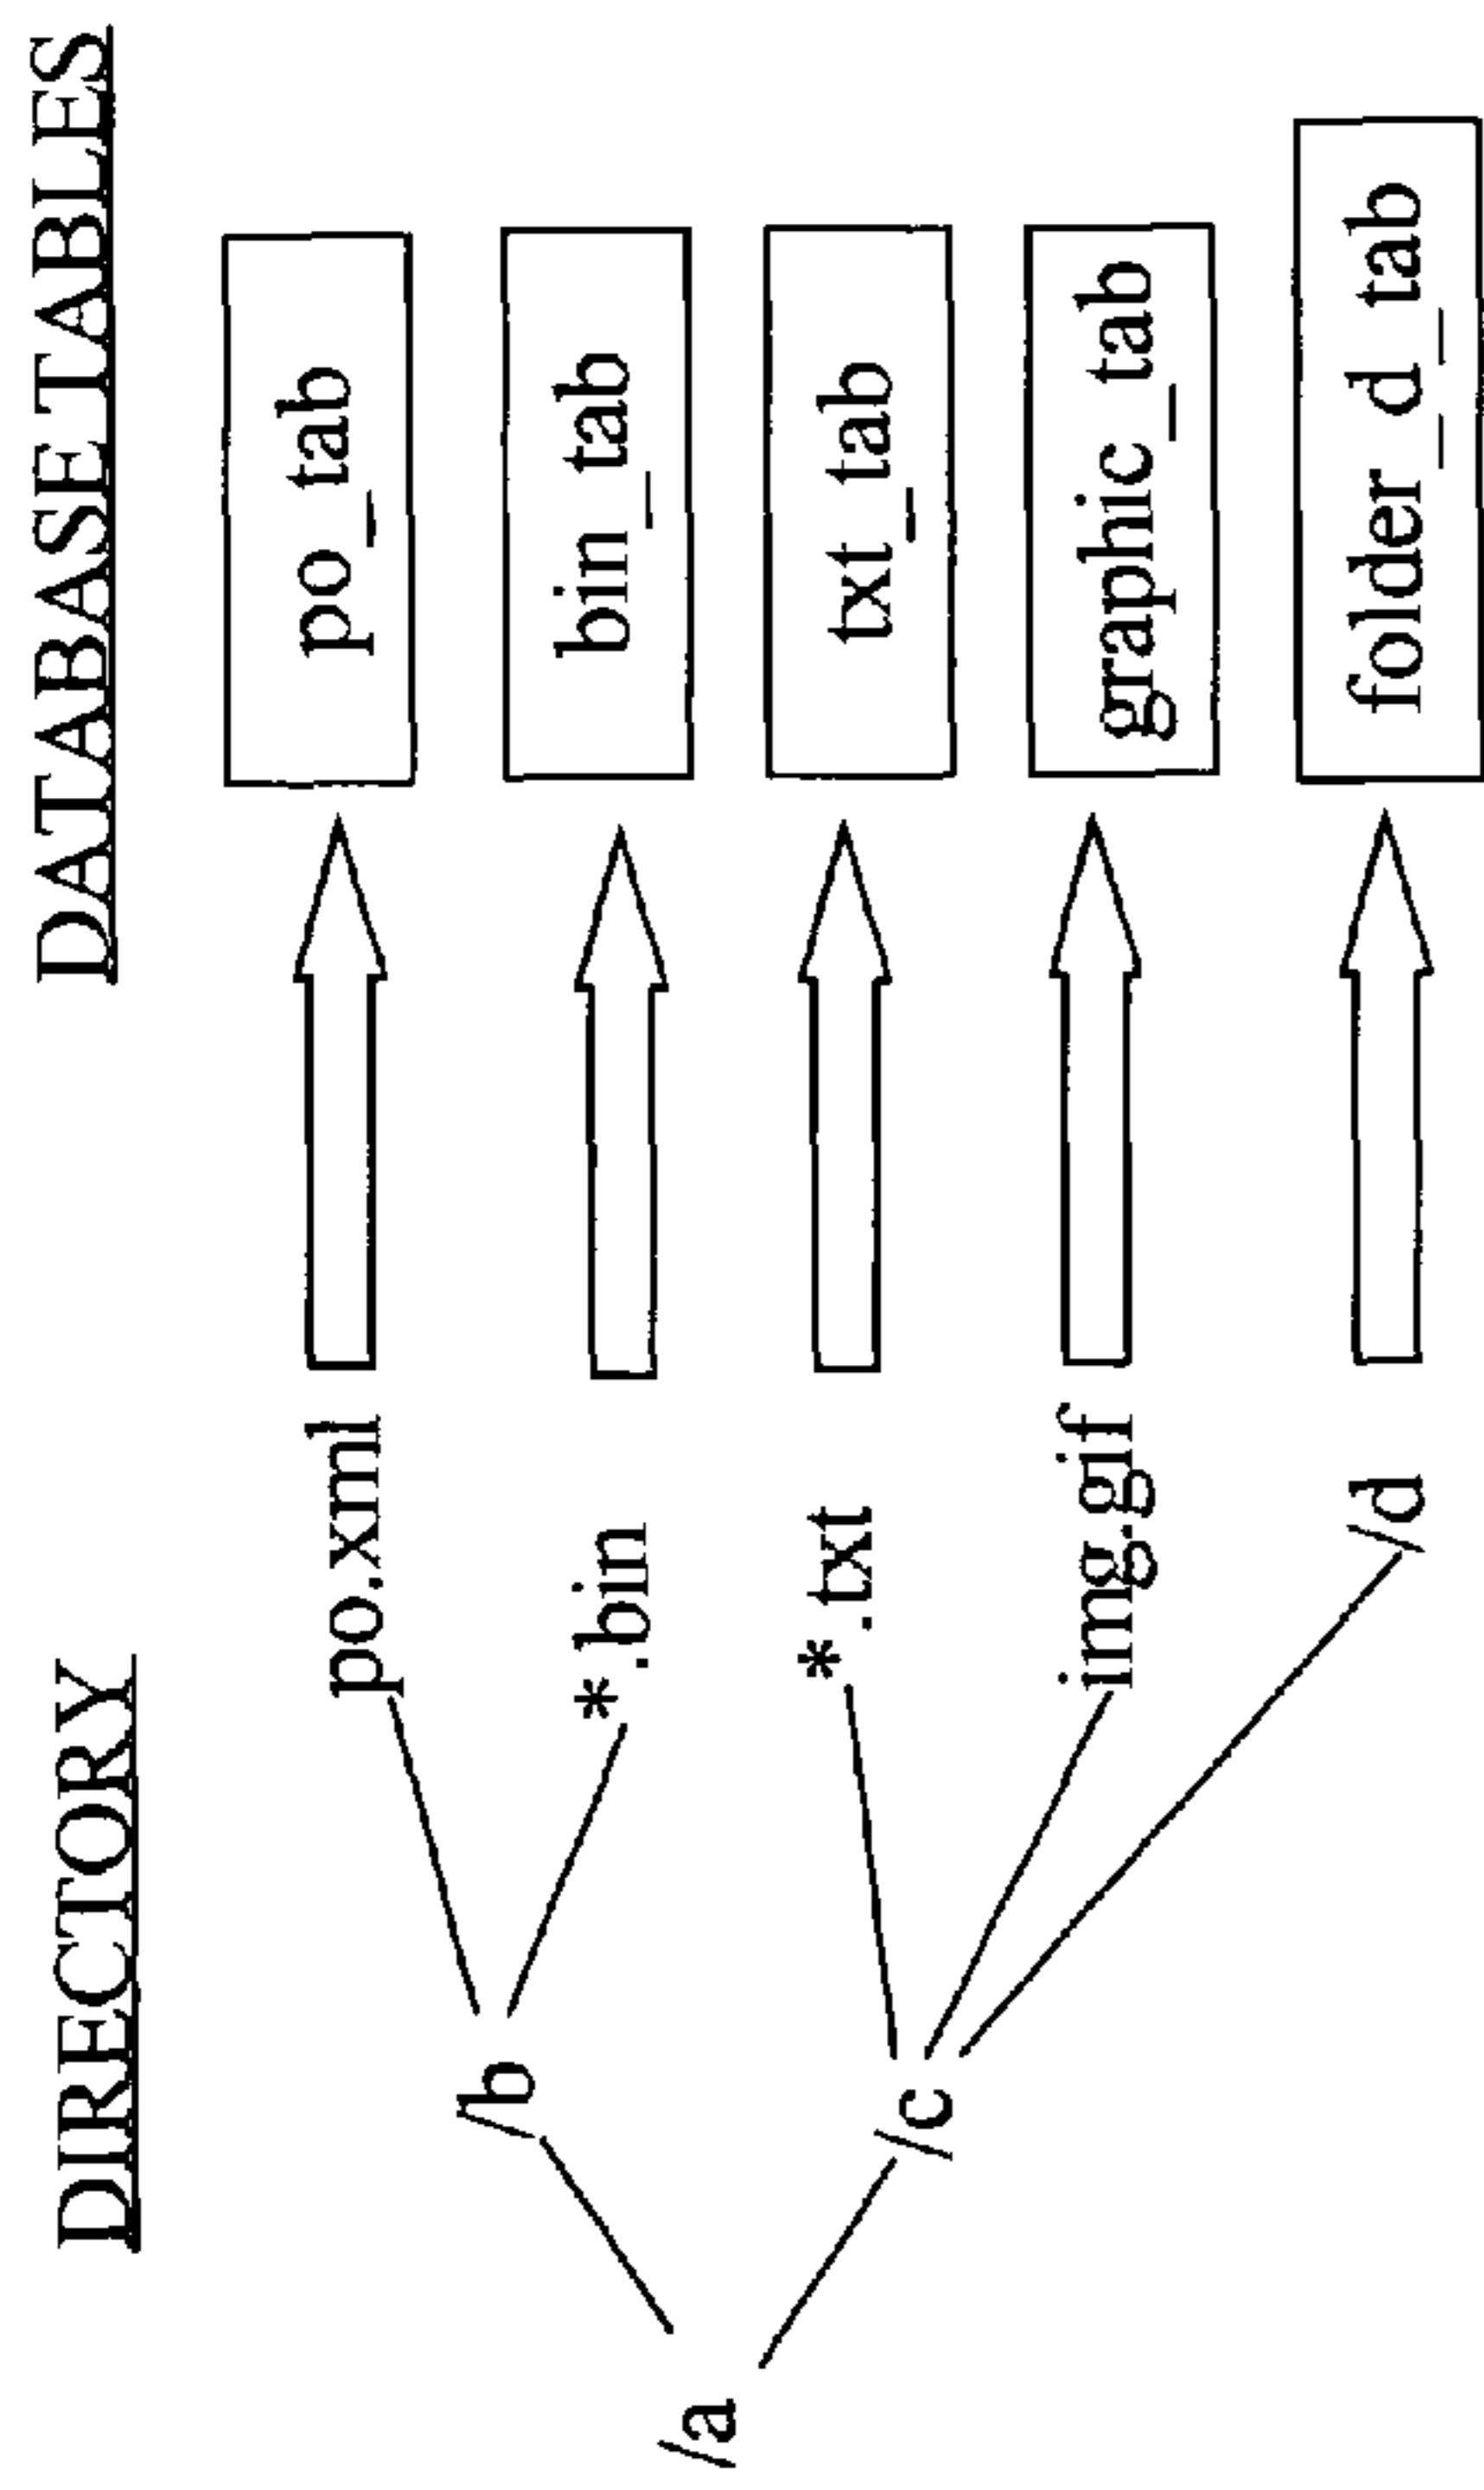 DIRECTORY
DATABASE TABLES
/a
/b
/c
po.xml
po_tab
*.bin
bin_tab
*.txt
txt_tab
img.gif
graphic_tab
/d
folder_d_tab